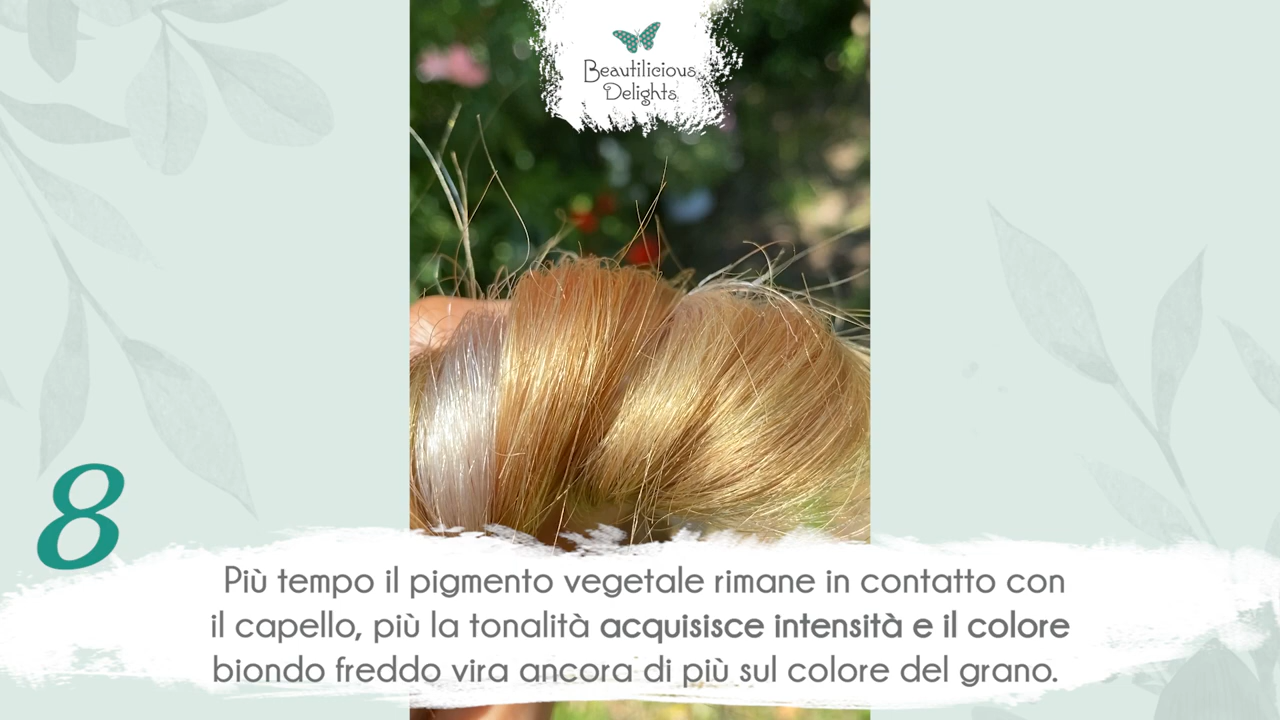 Beautilicious
Delights
8
Più tempo il pigmento vegetale rimane in contatto con
il capello, più la tonalità acquisisce intensità e il colore
biondo freddo vira ancora di più sul colore del grano.